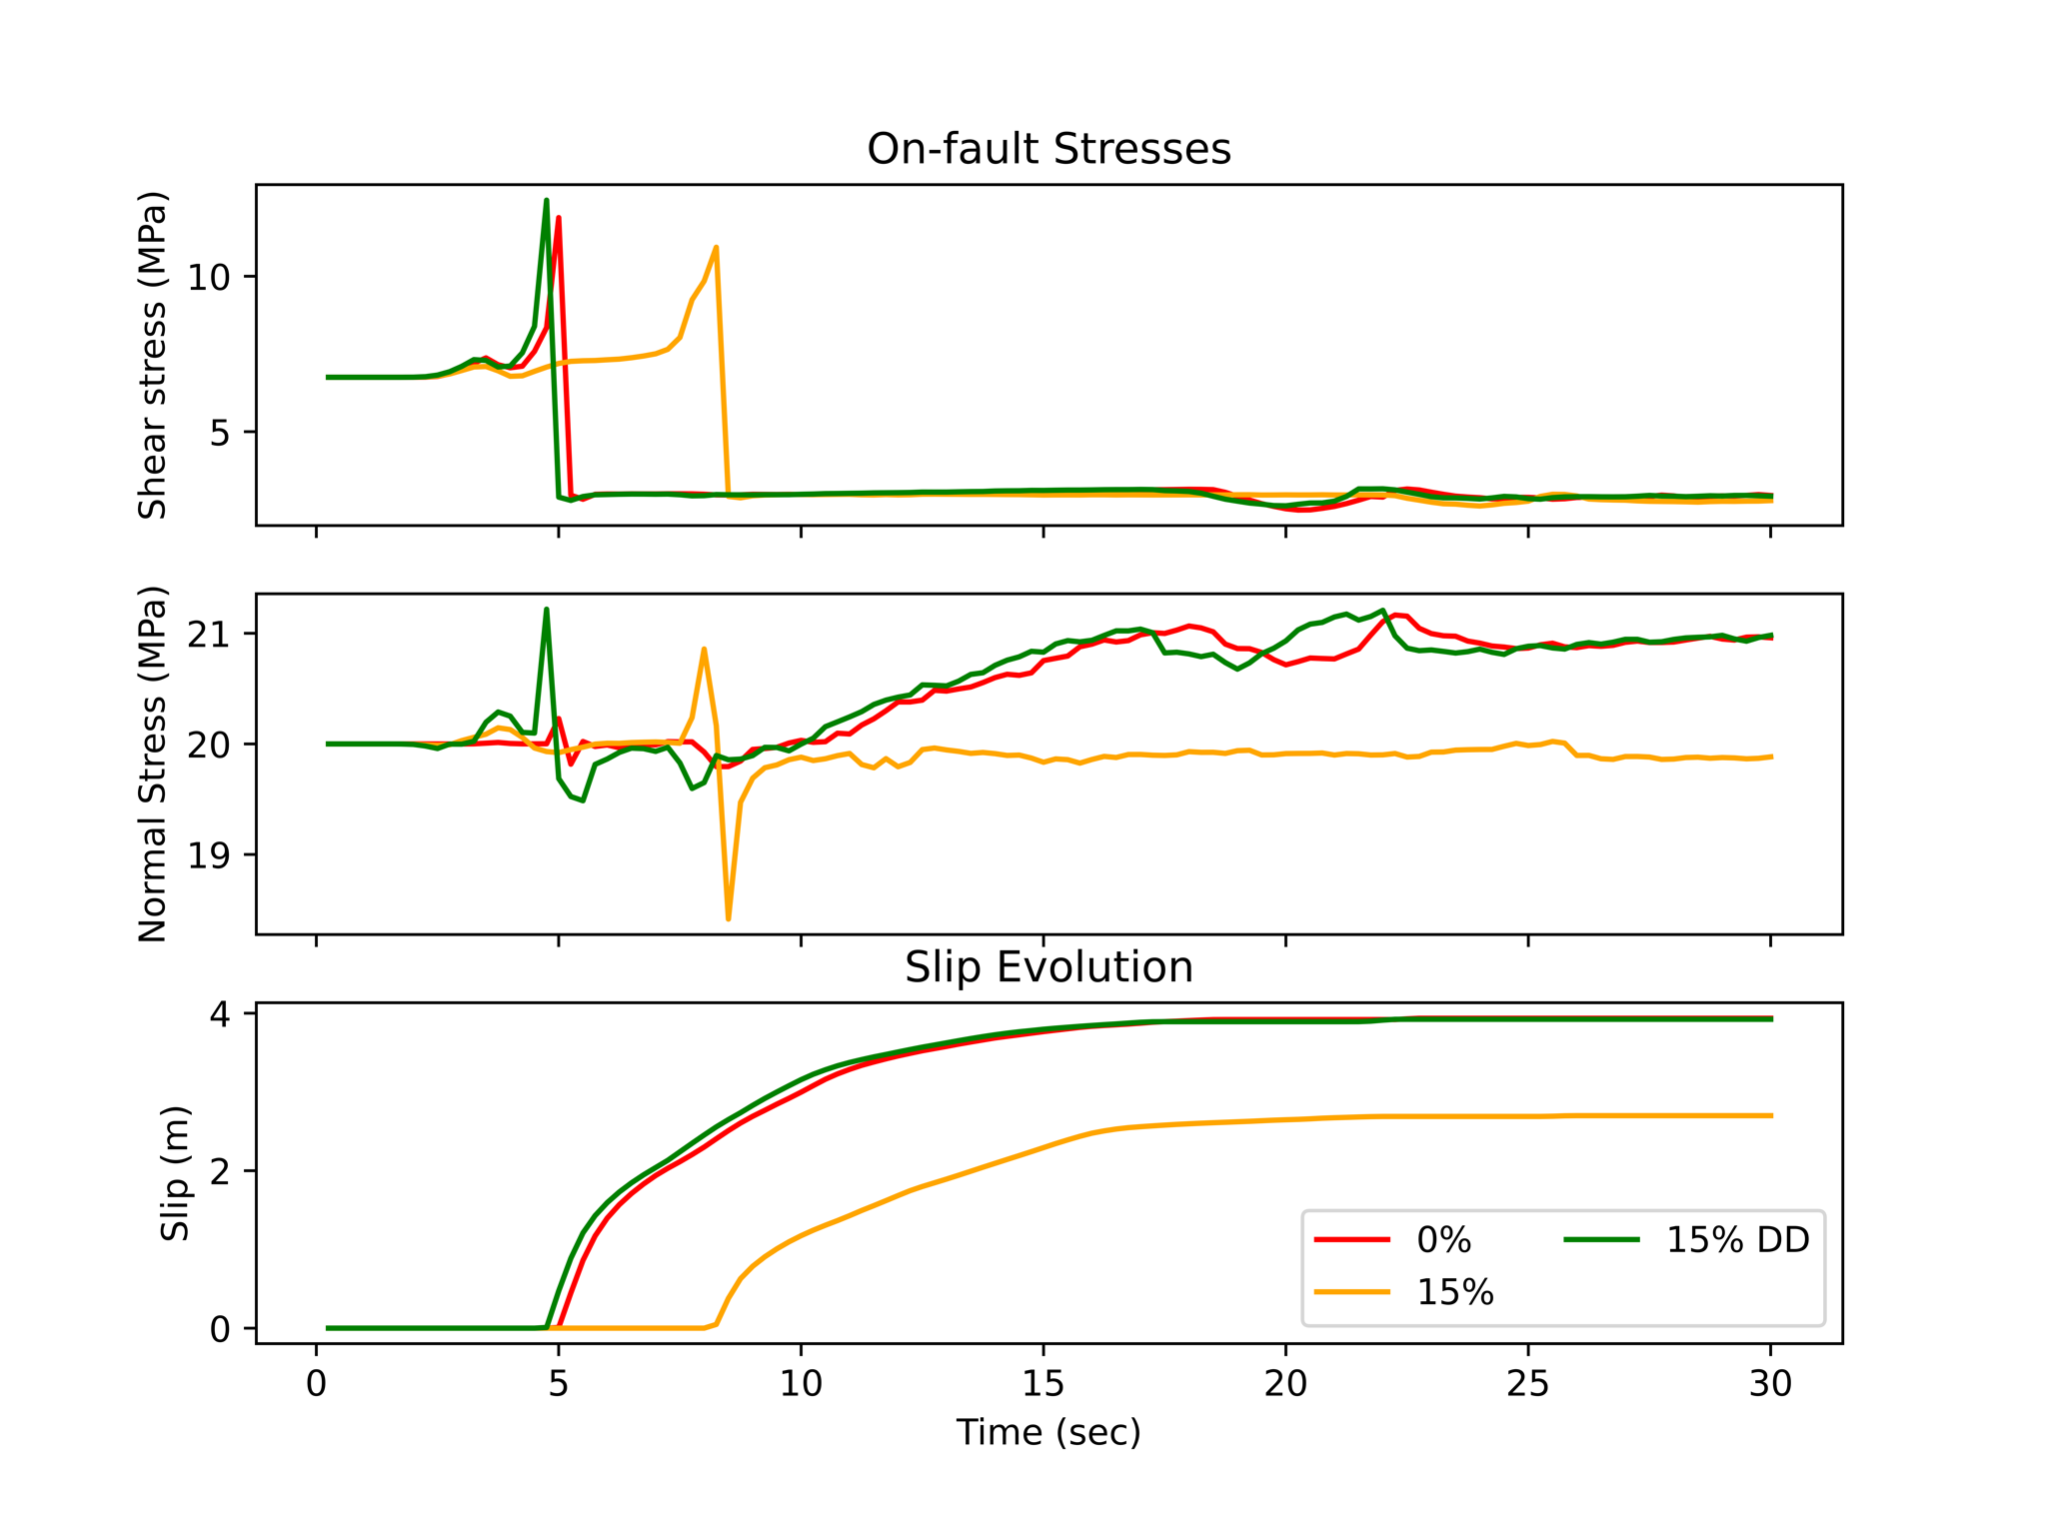 On-fault Stresses
Shear stress (MPa)
10
5
Normal Stress (MPa)
21
20
19
Slip Evolution
Slip (m)
4
2
0
0%
15%
15% DD
0 5 10 15 20 25 30
Time (sec)